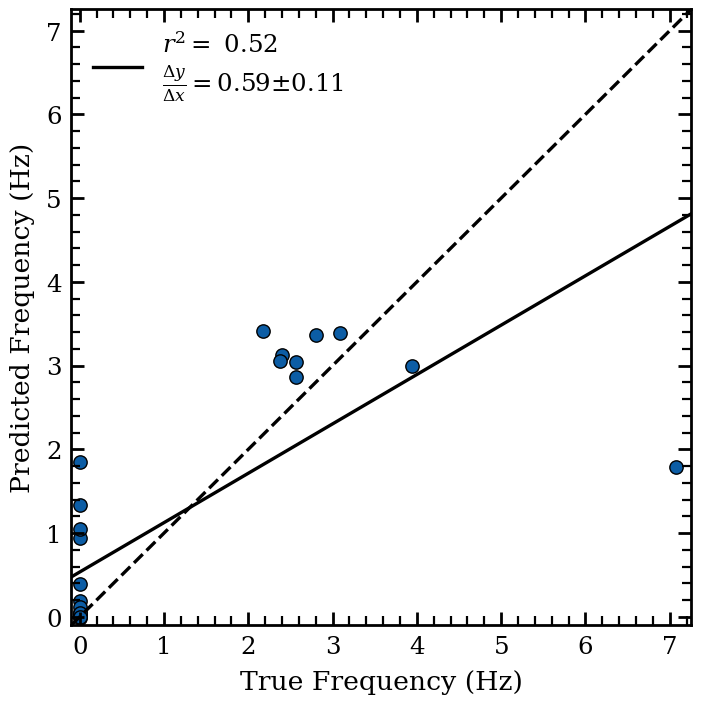 7
6
5
4
3
2
1
0
Predicted Frequency (Hz)
r² = 0.52
Δy/Δx = 0.59±0.11
0 1 2 3 4 5 6 7
True Frequency (Hz)